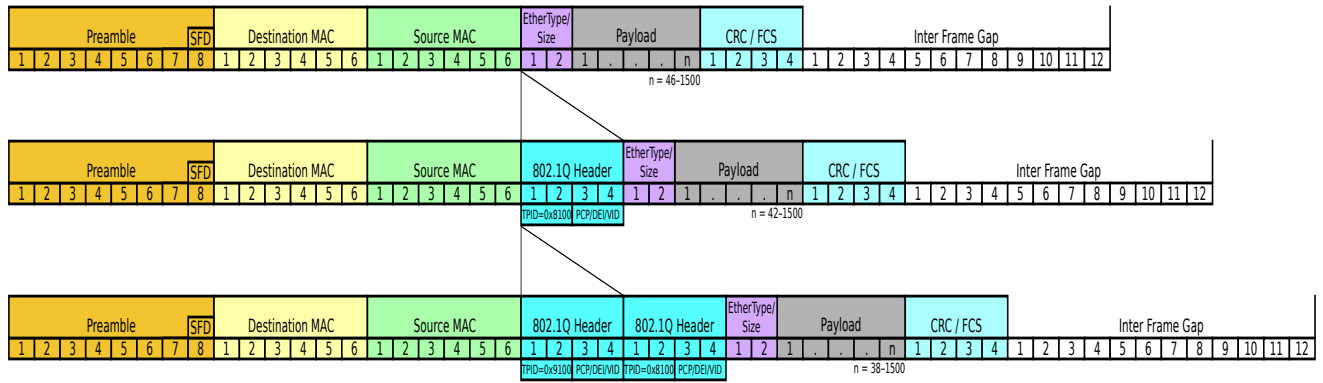 EtherType/
Preamble SFD Destination MAC Source MAC Size Payload CRC / FCS Inter Frame Gap
1 2 3 4 5 6 7 8 1 2 3 4 5 6 1 2 3 4 5 6 1 2 1 . . . n 1 2 3 4 1 2 3 4 5 6 7 8 9 10 11 12
n = 46-1500
EtherType/
Preamble SFD Destination MAC Source MAC 802.1Q Header Size Payload CRC / FCS Inter Frame Gap
1 2 3 4 5 6 7 8 1 2 3 4 5 6 1 2 3 4 5 6 1 2 3 4 1 2 1 . . . n 1 2 3 4 1 2 3 4 5 6 7 8 9 10 11 12
TPID=0x8100 PCP/DEI/VID n = 42-1500
EtherType/
Preamble SFD Destination MAC Source MAC 802.1Q Header 802.1Q Header Size Payload CRC / FCS Inter Frame Gap
1 2 3 4 5 6 7 8 1 2 3 4 5 6 1 2 3 4 5 6 1 2 3 4 1 2 3 4 1 2 1 . . . n 1 2 3 4 1 2 3 4 5 6 7 8 9 10 11 12
TPID=0x9100 PCP/DEI/VID TPID=0x8100 PCP/DEI/VID n = 38-1500